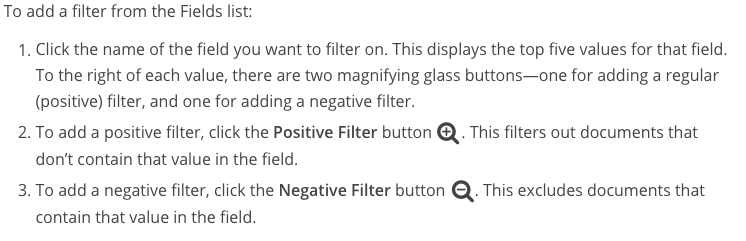 To add a filter from the Fields list:
1. Click the name of the field you want to filter on. This displays the top five values for that field.
To the right of each value, there are two magnifying glass buttons—one for adding a regular
(positive) filter, and one for adding a negative filter.
2. To add a positive filter, click the Positive Filter button . This filters out documents that
don’t contain that value in the field.
3. To add a negative filter, click the Negative Filter button . This excludes documents that
contain that value in the field.